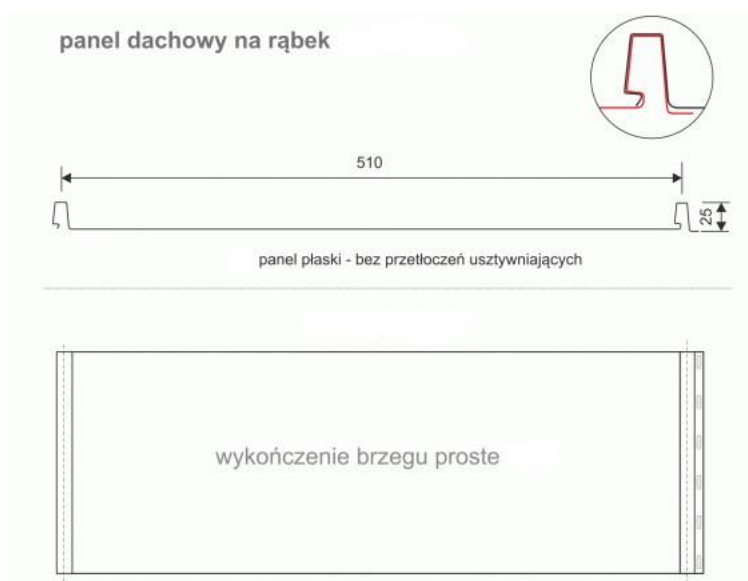 panel dachowy na rąbek
510
25
panel płaski - bez przetłoczeń usztywniających
wykończenie brzegu proste